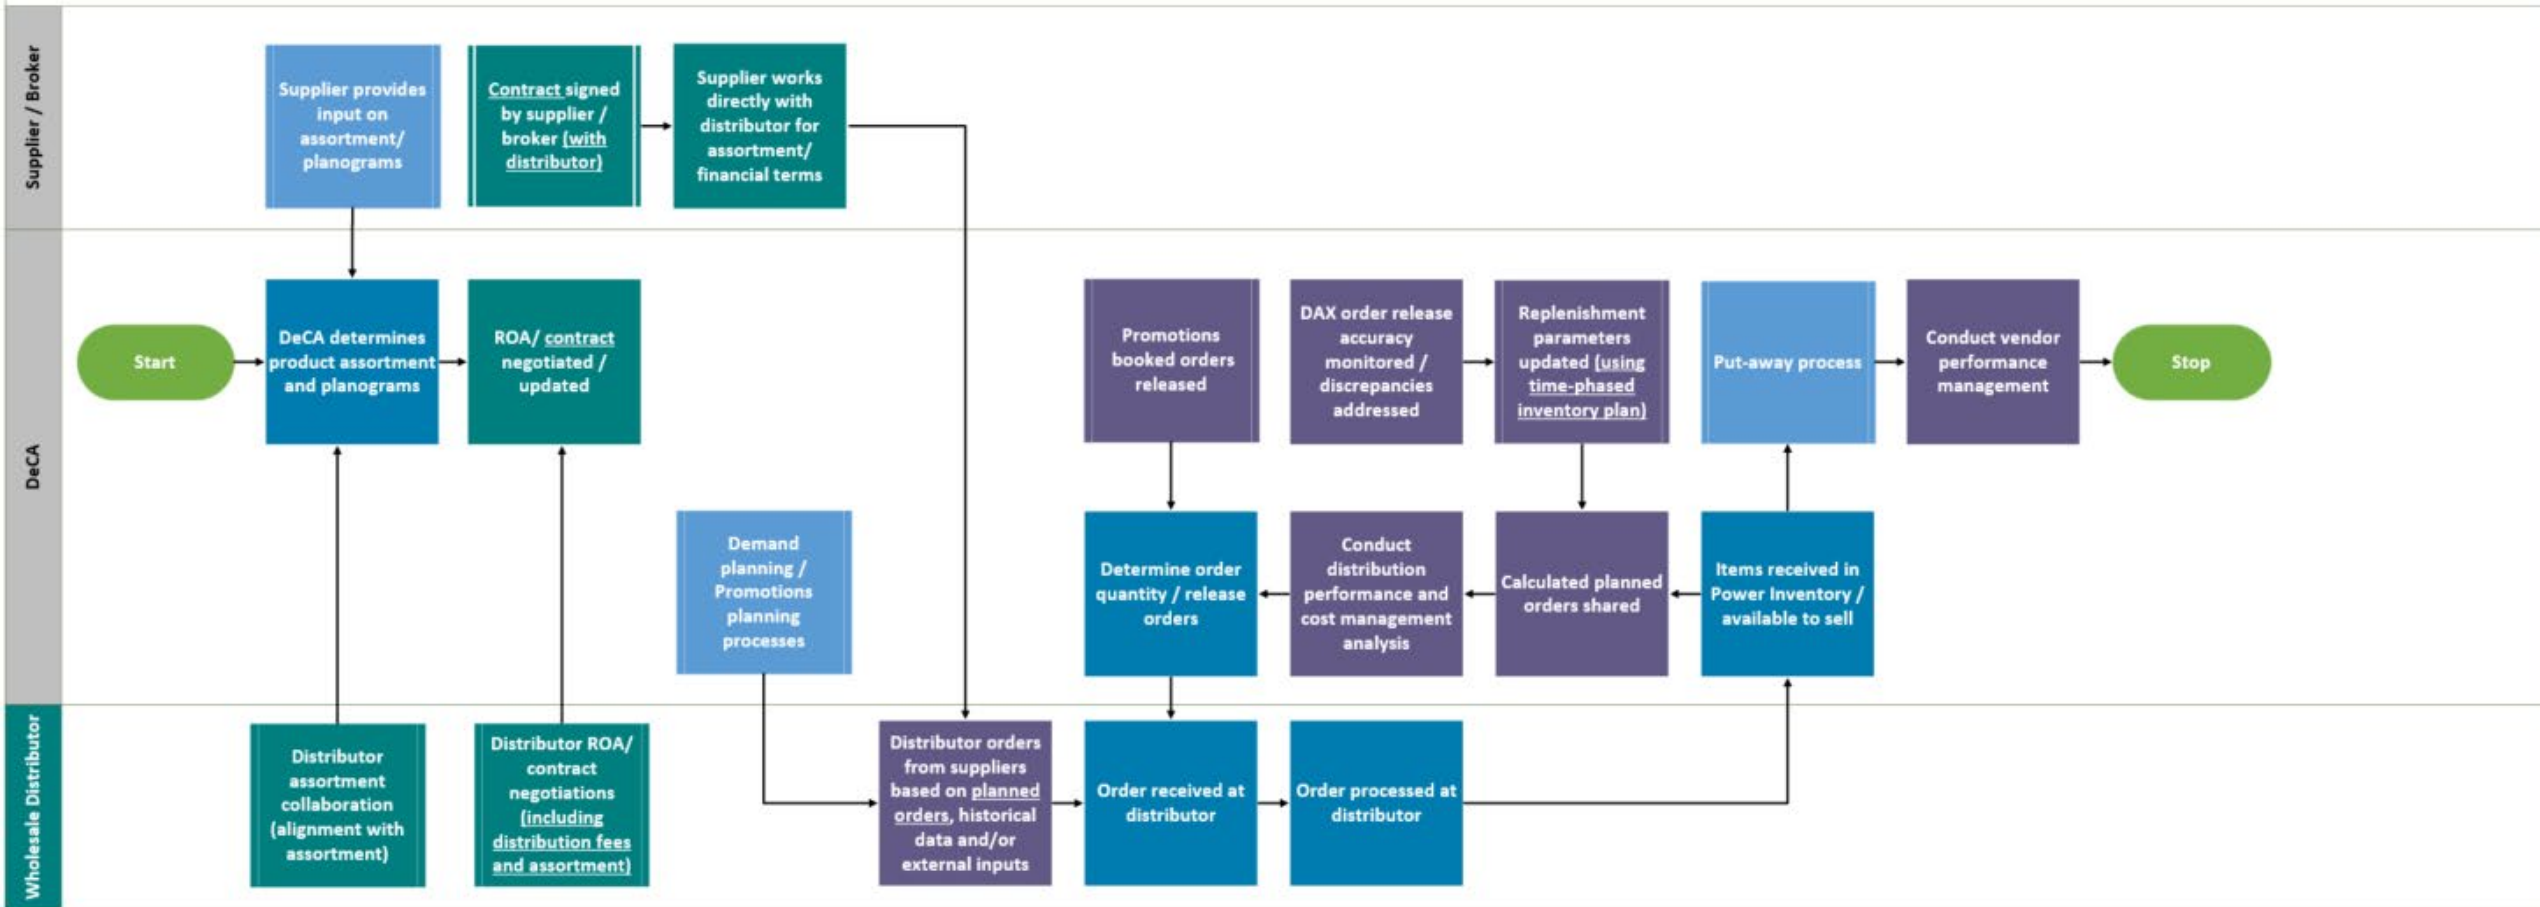 Supplier / Broker
Supplier provides
input on
assortment/
planograms
Contract signed
by supplier /
broker (with
distributor)
Supplier works
directly with
distributor for
assortment/
financial terms
DeCA
Start
DeCA determines
product assortment
and planograms
ROA/ contract
negotiated /
updated
Promotions
booked orders
released
DAX order release
accuracy
monitored /
discrepancies
addressed
Replenishment
parameters
updated (using
time-phased
inventory plan)
Put-away process
Conduct vendor
performance
management
Stop
Demand
planning /
Promotions
planning
processes
Determine order
quantity / release
orders
Conduct
distribution
performance and
cost management
analysis
Calculated planned
orders shared
Items received in
Power Inventory /
available to sell
Wholesale Distributor
Distributor
assortment
collaboration
(alignment with
assortment)
Distributor ROA/
contract
negotiations
(including
distribution fees
and assortment)
Distributor orders
from suppliers
based on planned
orders, historical
data and/or
external inputs
Order received at
distributor
Order processed at
distributor